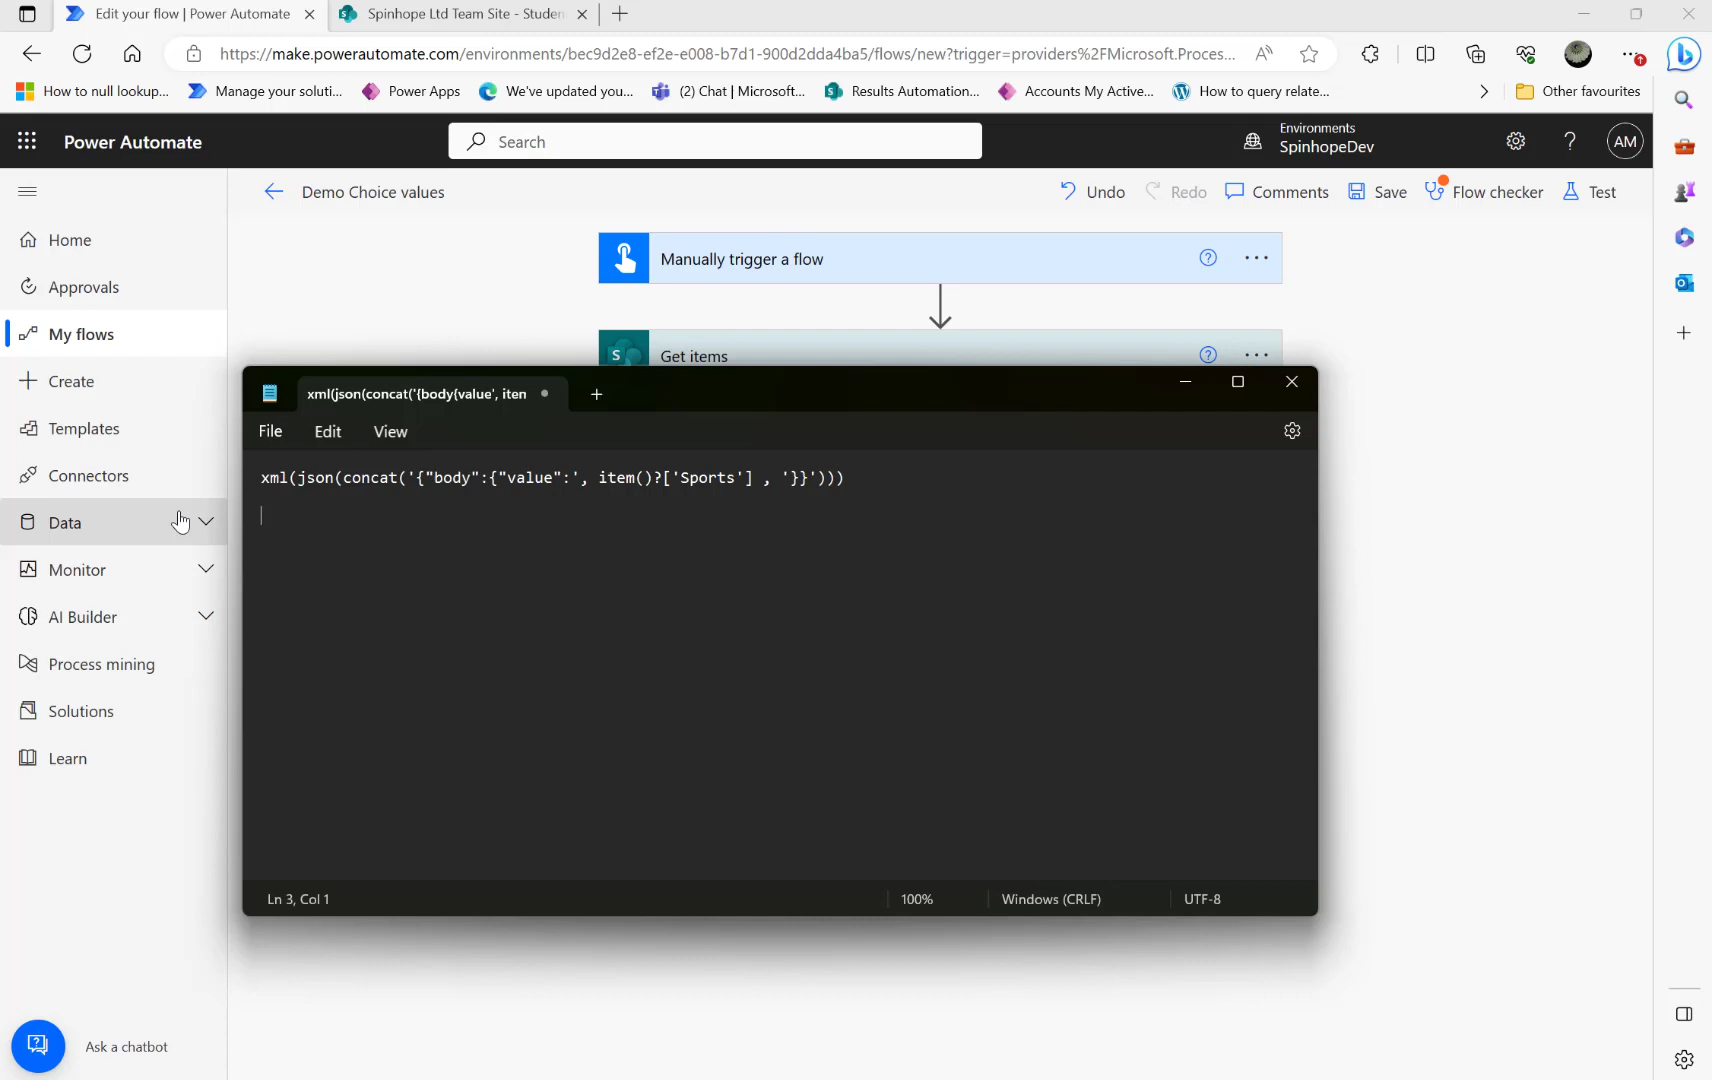 Edit your flow | Power Automate
Spinhope Ltd Team Site - Studen
https://make.powerautomate.com/environments/bec9d2e8-ef2e-e008-b7d1-900d2dda4ba5/flows/new?trigger=providers%2FMicrosoft.Proces...
How to null lookup...
Manage your soluti...
Power Apps
We've updated you...
(2) Chat | Microsoft...
Results Automation...
Accounts My Active...
How to query relate...
Other favourites
Power Automate
Search
Environments
SpinhopeDev
AM
Demo Choice values
Undo
Redo
Comments
Save
Flow checker
Test
Home
Approvals
My flows
Create
Templates
Connectors
Data
Monitor
AI Builder
Process mining
Solutions
Learn
Ask a chatbot
Manually trigger a flow
S
Get items
xml(json(concat('{body{value', iten
File
Edit
View
xml(json(concat('{"body":{"value":', item()?['Sports'] , '}}')))
Ln 3, Col 1
100%
Windows (CRLF)
UTF-8